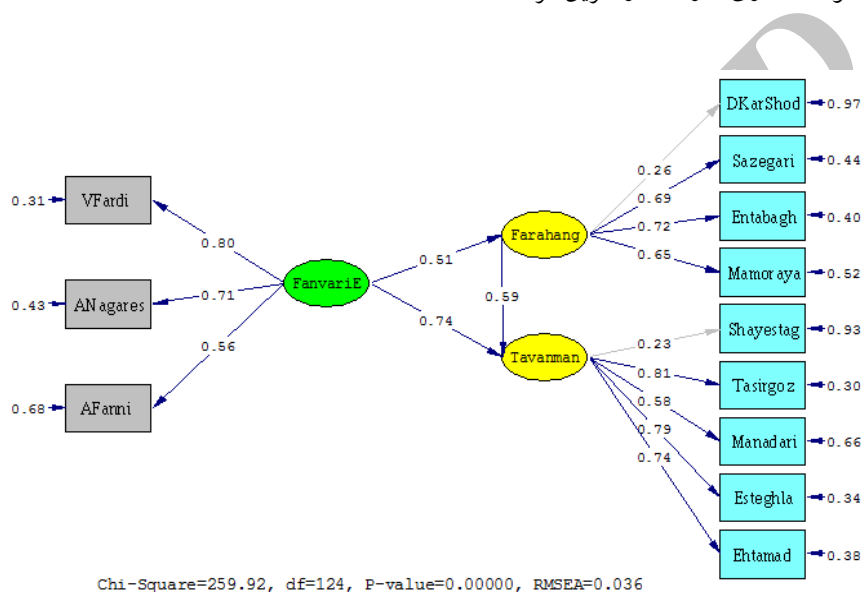 DKarShod
0.97
Sazegari
0.44
0.26
0.31
VFardi
0.69
Entabagh
0.40
0.72
Farahang
0.80
0.65
Mamoraya
0.52
0.51
FanvariE
0.71
0.59
0.43
ANagares
0.74
Shayestag
0.93
0.23
0.56
Tavanman
0.81
Tasirgoz
0.30
0.58
0.68
AFanni
0.79
Manadari
0.66
0.74
Esteghla
0.34
Ehtamad
0.38
Chi-Square=259.92, df=124, P-value=0.00000, RMSEA=0.036